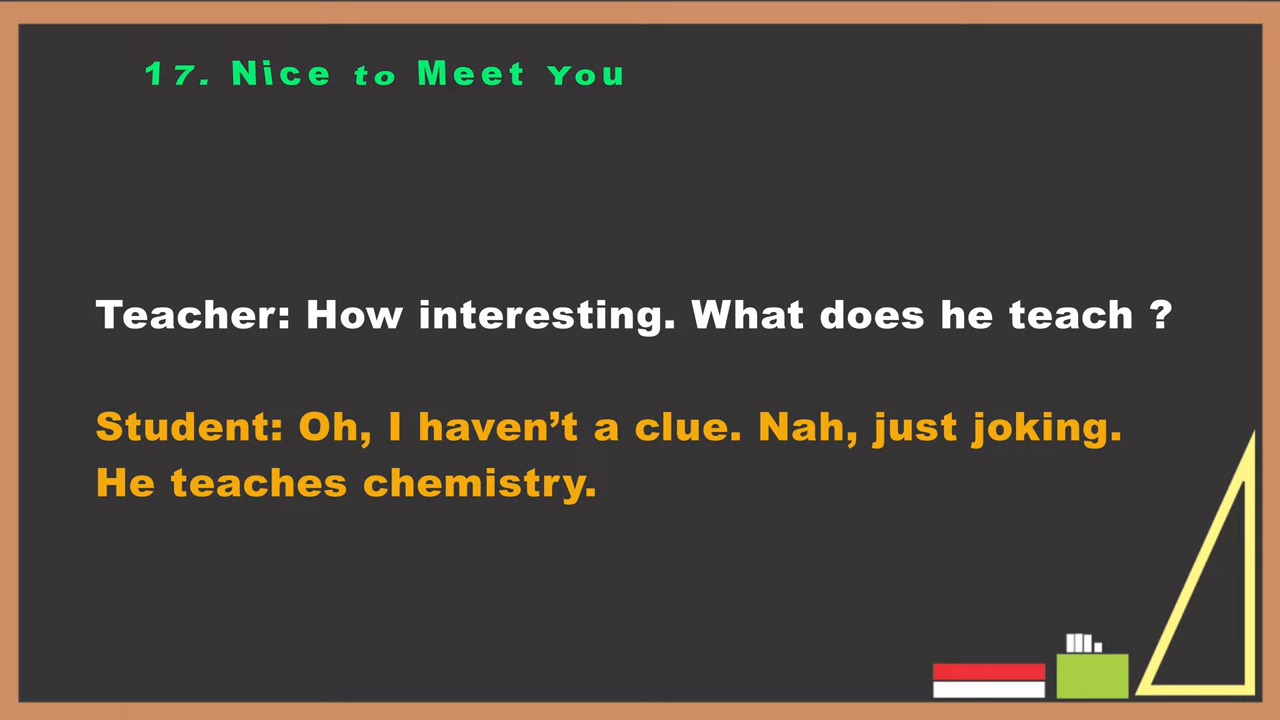 17. Nice to Meet You
Teacher: How interesting. What does he teach ?
Student: Oh, I haven’t a clue. Nah, just joking.
He teaches chemistry.